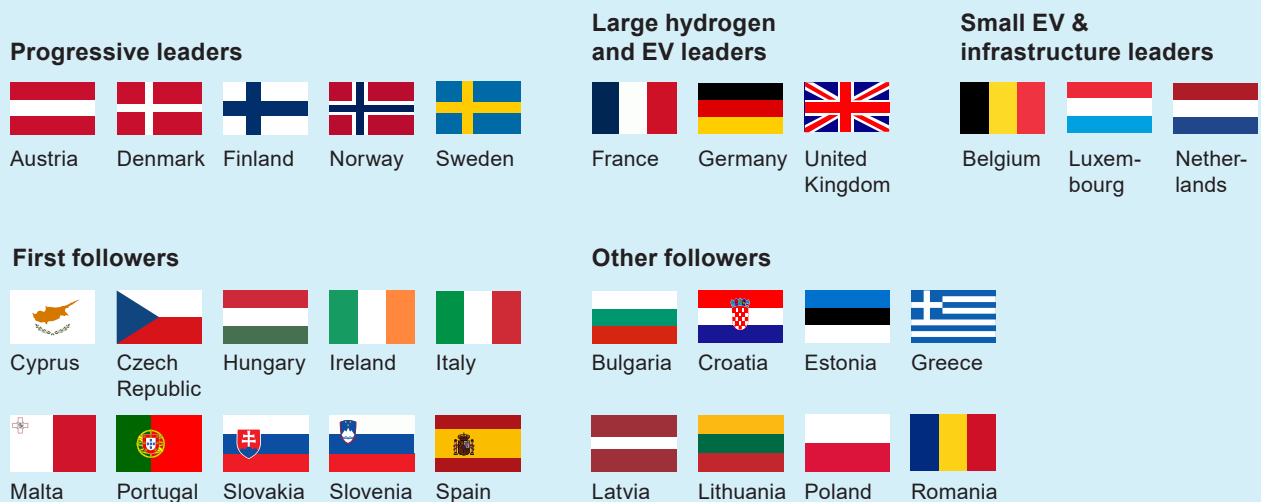 Progressive leaders
Austria
Denmark
Finland
Norway
Sweden
Large hydrogen
and EV leaders
France
Germany
United
Kingdom
Small EV &
infrastructure leaders
Belgium
Luxem-
bourg
Nether-
lands
First followers
Cyprus
Czech
Republic
Hungary
Ireland
Italy
Malta
Portugal
Slovakia
Slovenia
Spain
Other followers
Bulgaria
Croatia
Estonia
Greece
Latvia
Lithuania
Poland
Romania